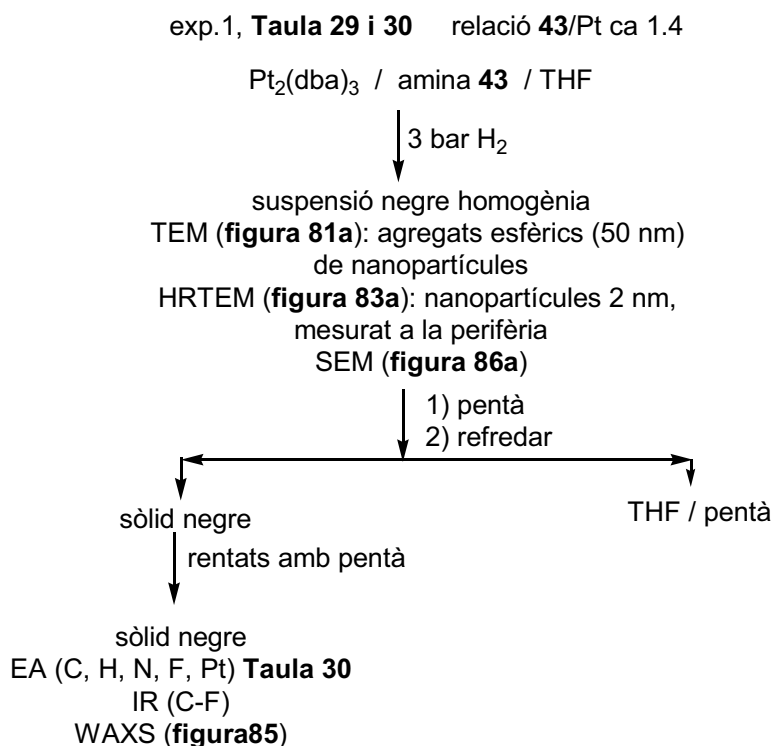 exp.1, Taula 29 i 30 relació 43/Pt ca 1.4
Pt2(dba)3 / amina 43 / THF
3 bar H2
suspensió negre homogènia
TEM (figura 81a): agregats esfèrics (50 nm)
de nanopartícules
HRTEM (figura 83a): nanopartícules 2 nm,
mesurat a la perifèria
SEM (figura 86a)
1) pentà
2) refredar
sòlid negre
THF / pentà
rentats amb pentà
sòlid negre
EA (C, H, N, F, Pt) Taula 30
IR (C-F)
WAXS (figura85)